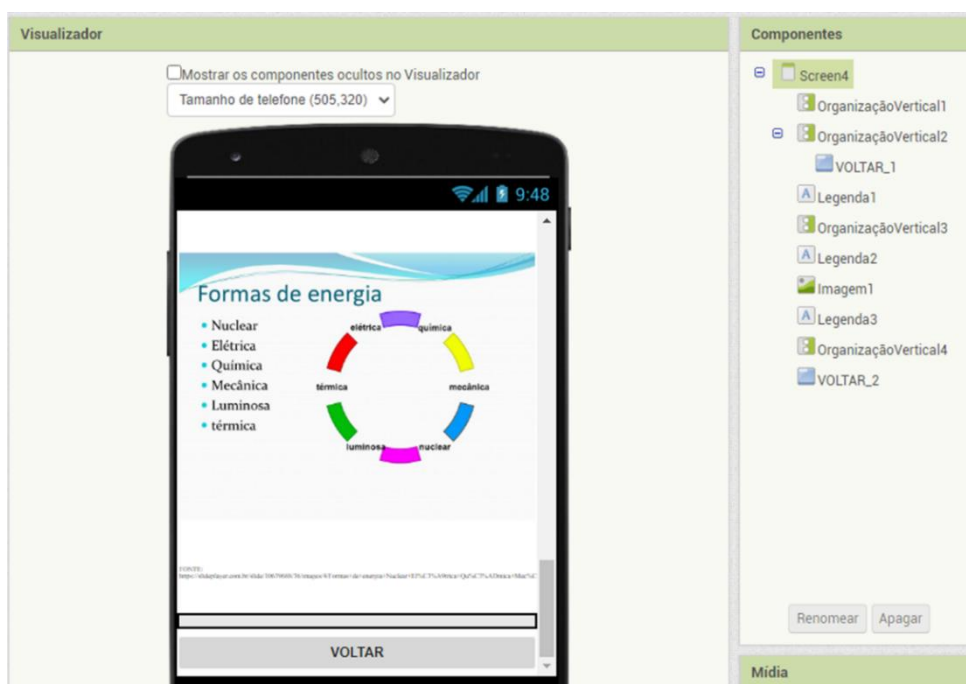 Visualizador
Mostrar os componentes ocultos no Visualizador
Tamanho de telefone (505,320)
9:48
Formas de energia
• Nuclear
• Elétrica
• Química
• Mecânica
• Luminosa
• térmica
elétrica
química
térmica
mecânica
luminosa
nuclear
FONTE:
VOLTAR
Componentes
Screen4
OrganizaçãoVertical1
OrganizaçãoVertical2
VOLTAR_1
Legenda1
OrganizaçãoVertical3
Legenda2
Imagem1
Legenda3
OrganizaçãoVertical4
VOLTAR_2
Renomear Apagar
Mídia